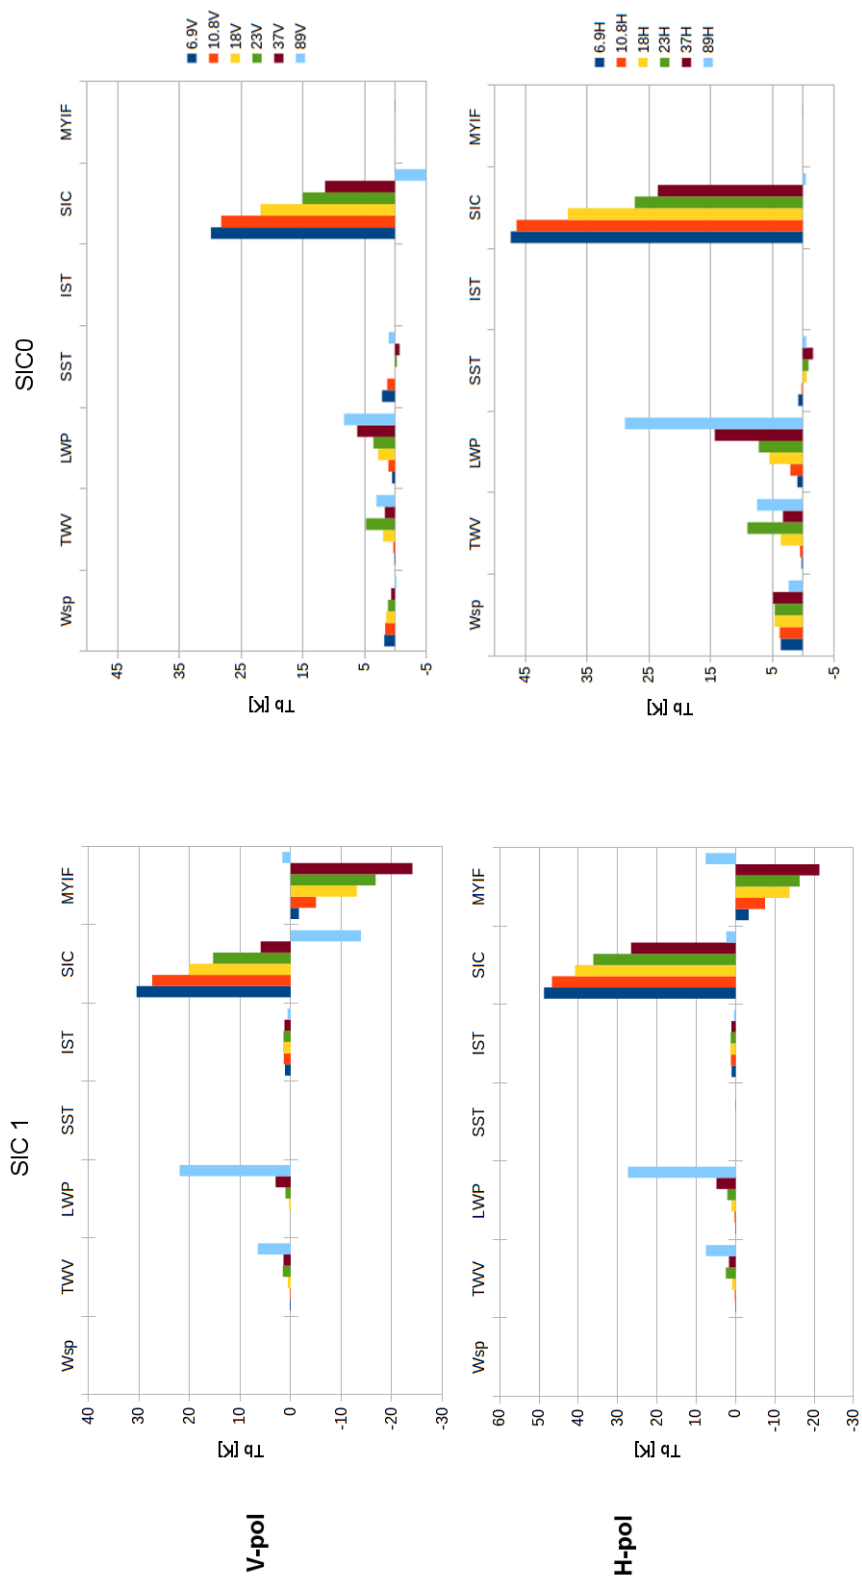 SIC 1
SIC0
V-pol
Tb [K]
40
30
20
10
0
-10
-20
-30
Wsp
TWV
LWP
SST
IST
SIC
MYIF
Tb [K]
45
35
25
15
5
-5
Wsp
TWV
LWP
SST
IST
SIC
MYIF
6.9V
10.8V
18V
23V
37V
89V
H-pol
Tb [K]
60
50
40
30
20
10
0
-10
-20
-30
Wsp
TWV
LWP
SST
IST
SIC
MYIF
Tb [K]
45
35
25
15
5
-5
Wsp
TWV
LWP
SST
IST
SIC
MYIF
6.9H
10.8H
18H
23H
37H
89H